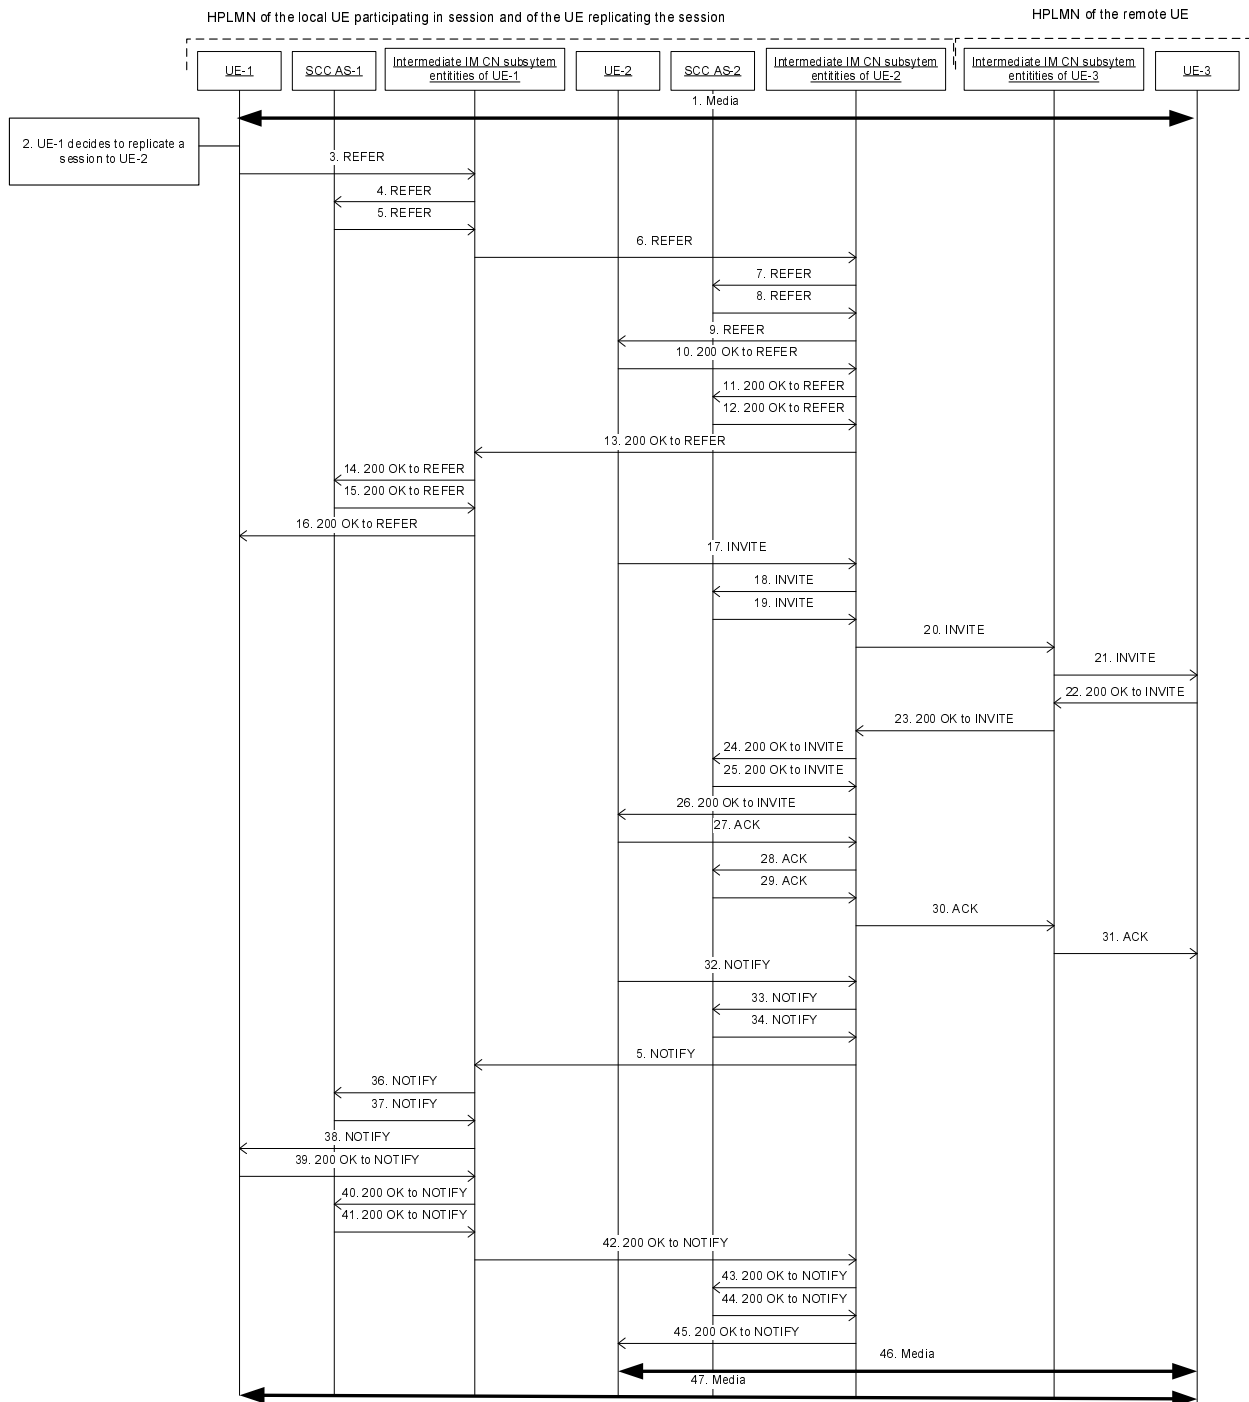 HPLMN of the local UE participating in session and of the UE replicating the session
HPLMN of the remote UE
UE-1
SCC AS-1
Intermediate IM CN subsytem
entitities of UE-1
UE-2
SCC AS-2
Intermediate IM CN subsytem
entitities of UE-2
Intermediate IM CN subsytem
entitities of UE-3
UE-3
1. Media
2. UE-1 decides to replicate a
session to UE-2
3. REFER
4. REFER
5. REFER
6. REFER
7. REFER
8. REFER
9. REFER
10. 200 OK to REFER
11. 200 OK to REFER
12. 200 OK to REFER
13. 200 OK to REFER
14. 200 OK to REFER
15. 200 OK to REFER
16. 200 OK to REFER
17. INVITE
18. INVITE
19. INVITE
20. INVITE
21. INVITE
22. 200 OK to INVITE
23. 200 OK to INVITE
24. 200 OK to INVITE
25. 200 OK to INVITE
26. 200 OK to INVITE
27. ACK
28. ACK
29. ACK
30. ACK
31. ACK
32. NOTIFY
33. NOTIFY
34. NOTIFY
5. NOTIFY
36. NOTIFY
37. NOTIFY
38. NOTIFY
39. 200 OK to NOTIFY
40. 200 OK to NOTIFY
41. 200 OK to NOTIFY
42. 200 OK to NOTIFY
43. 200 OK to NOTIFY
44. 200 OK to NOTIFY
45. 200 OK to NOTIFY
46. Media
47. Media